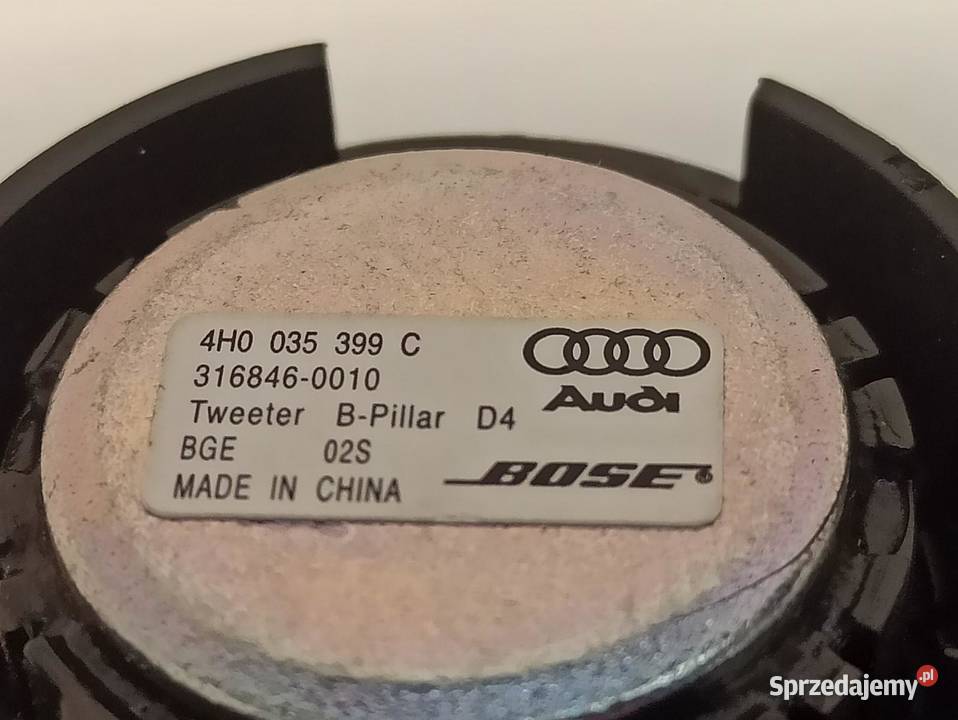 4H0 035 399 C
316846-0010
Tweeter B-Pillar D4
BGE 02S
MADE IN CHINA
Audi
BOSE®
Sprzedajemy.pl